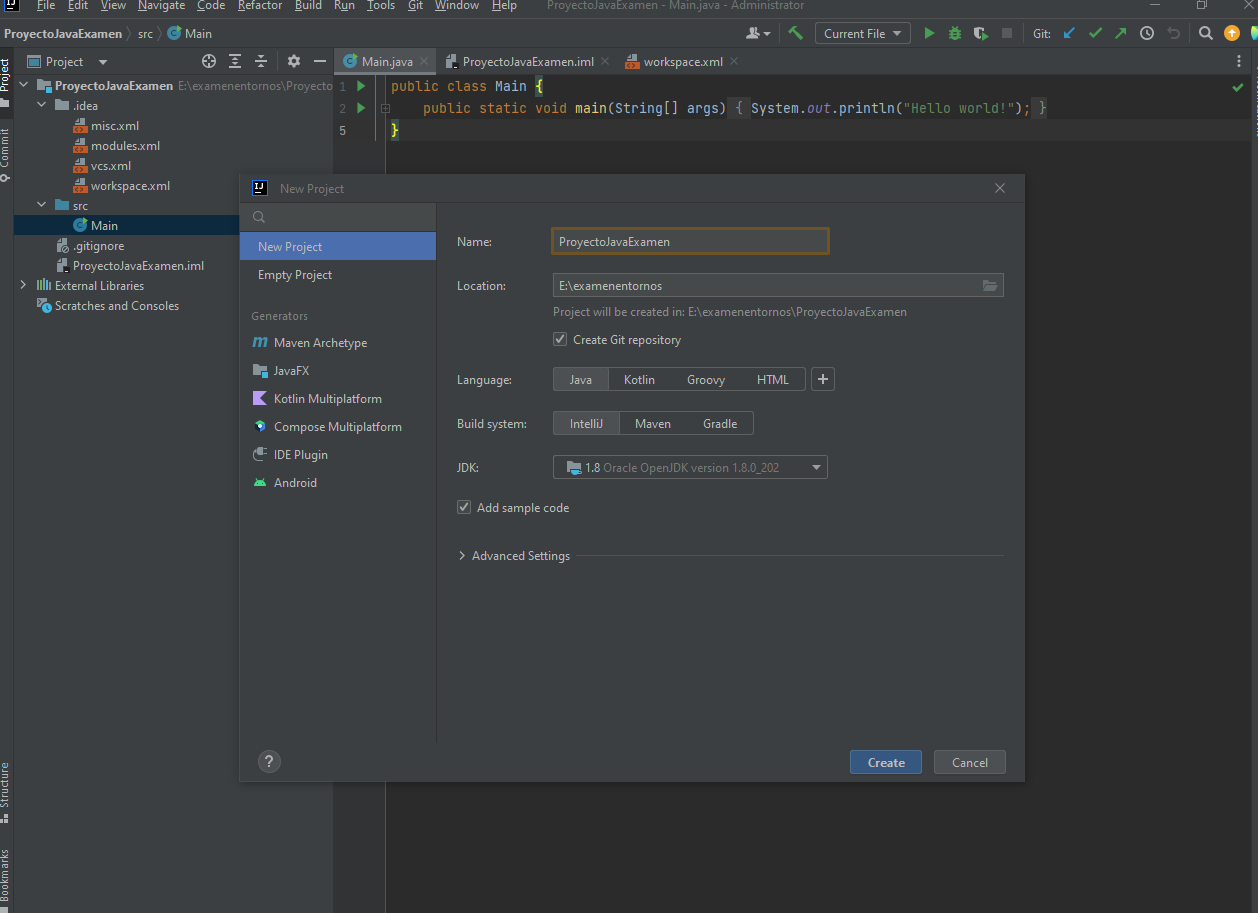 File Edit View Navigate Code Refactor Build Run Tools Git Window Help ProyectoJavaExamen - Main.java - Administrator
ProyectoJavaExamen src Main
Current File
Git:
Project
Project
Main.java
ProyectoJavaExamen.iml
workspace.xml
ProyectoJavaExamen E:\examenentornos\Proyecto
.idea
misc.xml
modules.xml
vcs.xml
workspace.xml
src
Main
.gitignore
ProyectoJavaExamen.iml
External Libraries
Scratches and Consoles
Commit
Structure
Bookmarks
1 public class Main {
2 public static void main(String[] args) { System.out.println("Hello world!"); }
5 }
New Project
New Project
Empty Project
Generators
Maven Archetype
JavaFX
Kotlin Multiplatform
Compose Multiplatform
IDE Plugin
Android
Name: ProyectoJavaExamen
Location: E:\examenentornos
Project will be created in: E:\examenentornos\ProyectoJavaExamen
Create Git repository
Language: Java Kotlin Groovy HTML +
Build system: IntelliJ Maven Gradle
JDK: 1.8 Oracle OpenJDK version 1.8.0_202
Add sample code
Advanced Settings
?
Create
Cancel